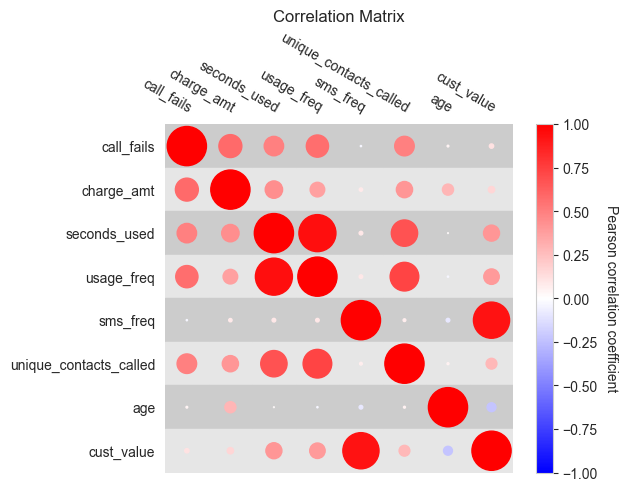 Correlation Matrix
call_fails
charge_amt
seconds_used
usage_freq
sms_freq
unique_contacts_called
age
cust_value
call_fails
charge_amt
seconds_used
usage_freq
sms_freq
unique_contacts_called
age
cust_value
1.00
0.75
0.50
0.25
0.00
−0.25
−0.50
−0.75
−1.00
Pearson correlation coefficient